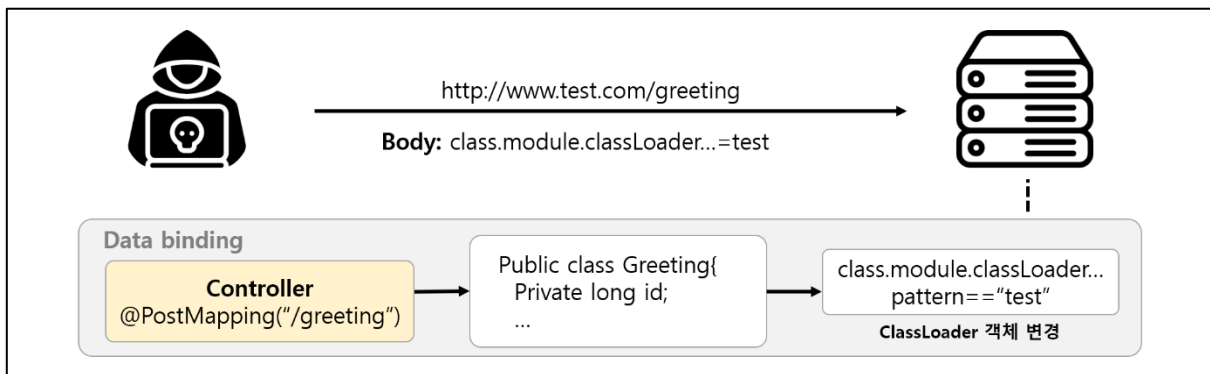 http://www.test.com/greeting
Body: class.module.classLoader...=test
Data binding
Controller
@PostMapping(“/greeting”)
Public class Greeting{
Private long id;
...
class.module.classLoader...
pattern==“test”
ClassLoader 객체 변경